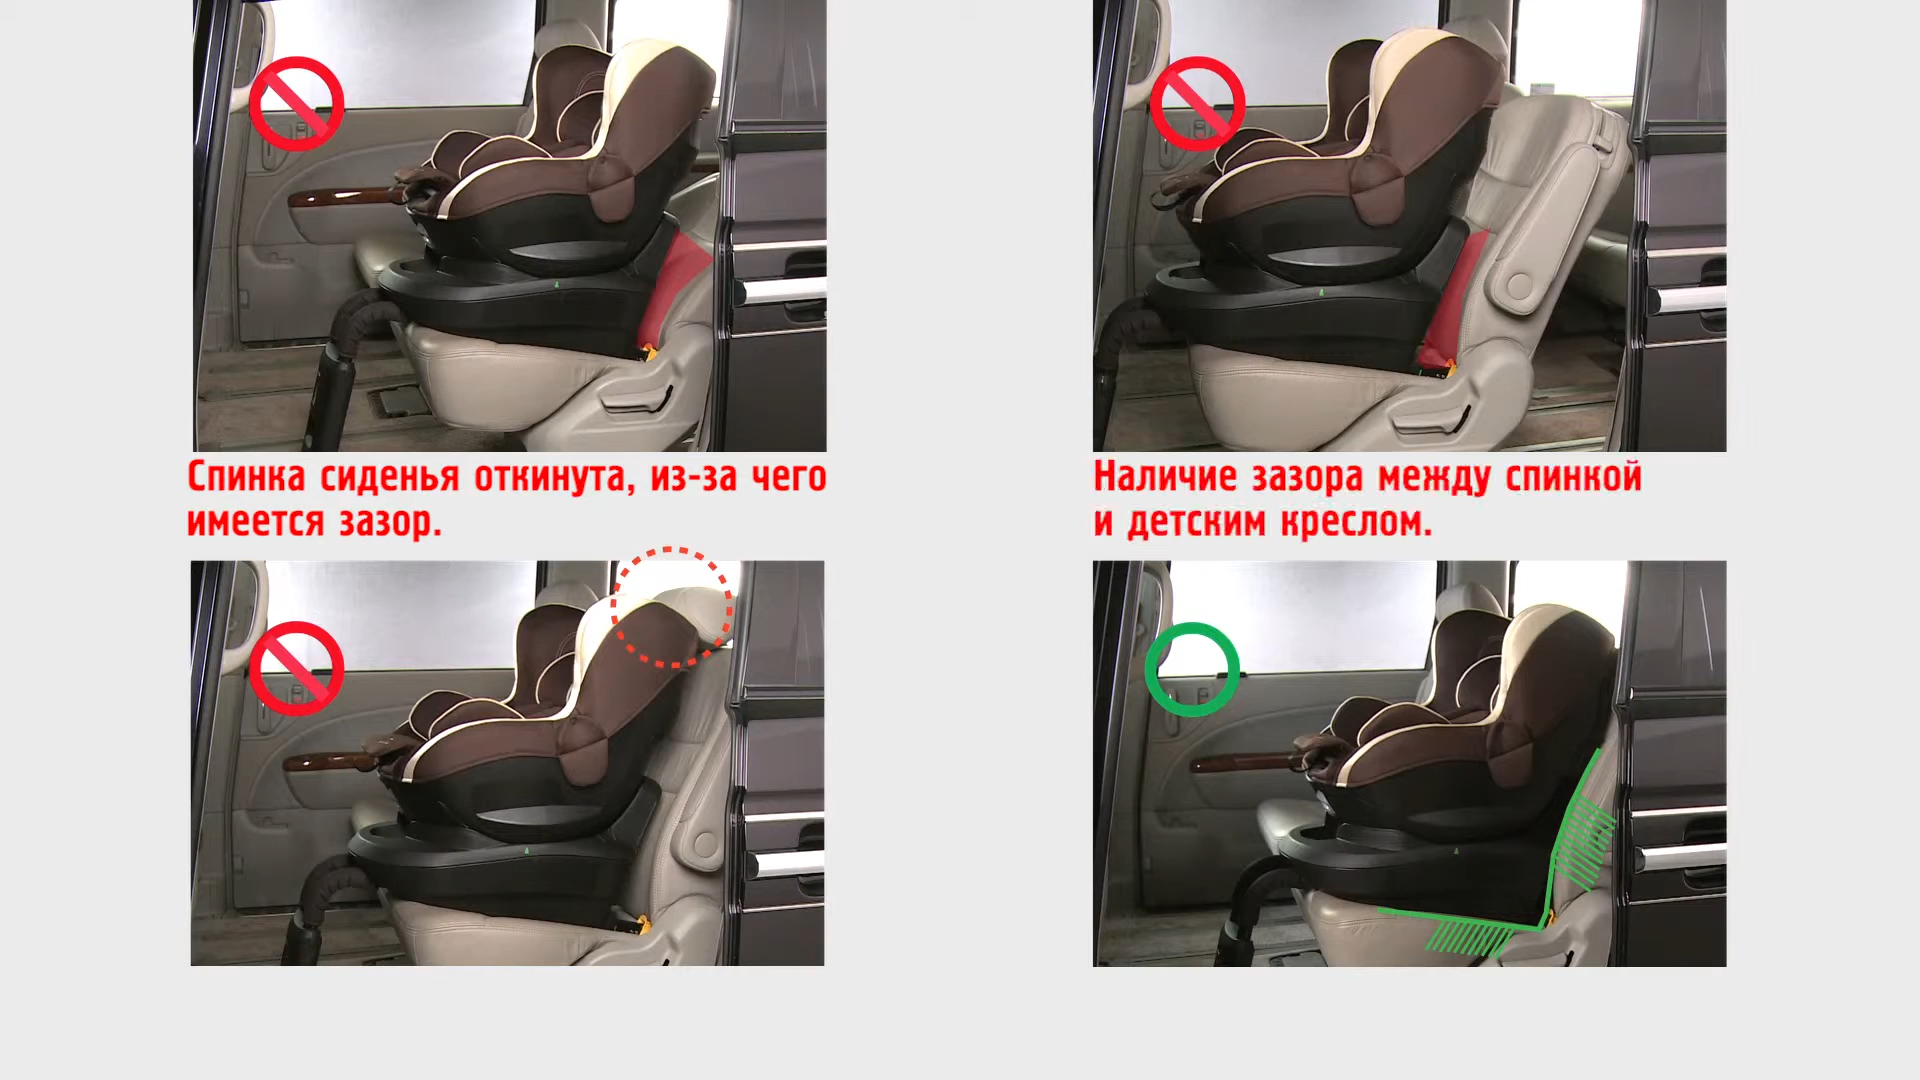 Спинка сиденья откинута, из-за чего
имеется зазор.
Наличие зазора между спинкой
и детским креслом.